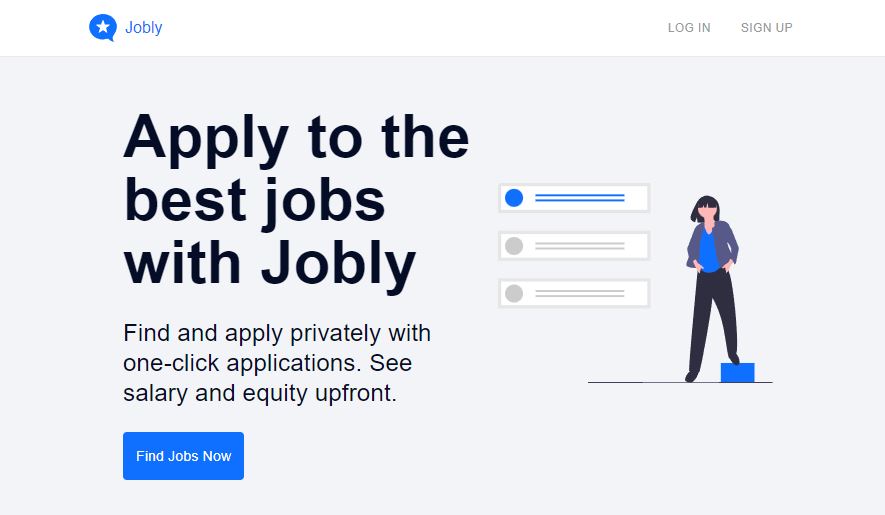 Jobly
LOG IN
SIGN UP
Apply to the
best jobs
with Jobly
Find and apply privately with
one-click applications. See
salary and equity upfront.
Find Jobs Now